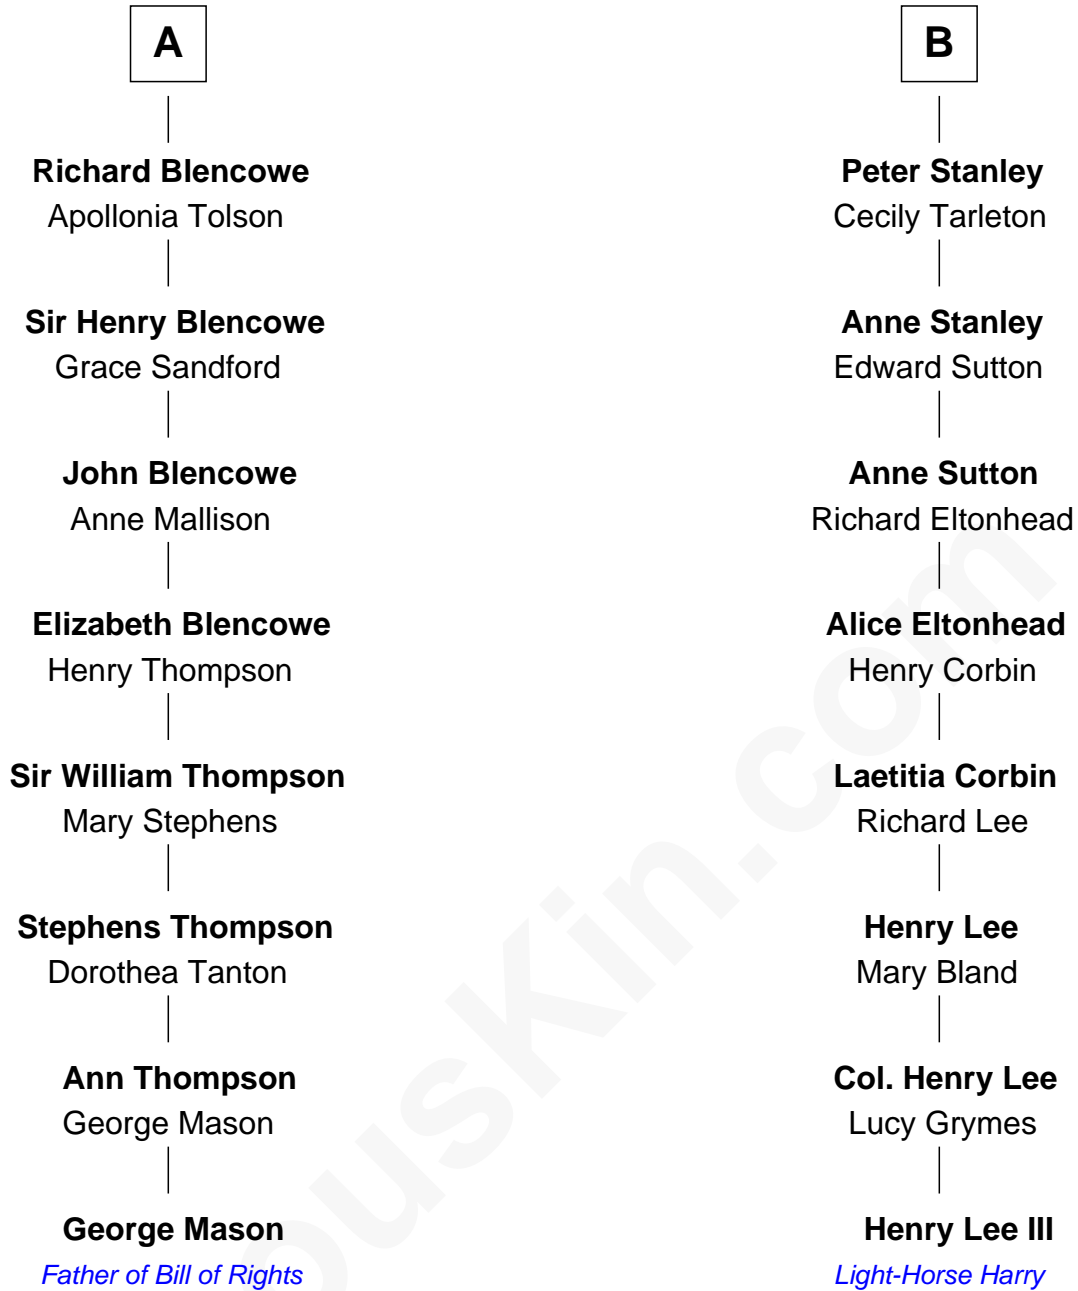 A
Richard Blencowe
Apollonia Tolson
Sir Henry Blencowe
Grace Sandford
John Blencowe
Anne Mallison
Elizabeth Blencowe
Henry Thompson
Sir William Thompson
Mary Stephens
Stephens Thompson
Dorothea Tanton
Ann Thompson
George Mason
George Mason
Father of Bill of Rights
B
Peter Stanley
Cecily Tarleton
Anne Stanley
Edward Sutton
Anne Sutton
Richard Eltonhead
Alice Eltonhead
Henry Corbin
Laetitia Corbin
Richard Lee
Henry Lee
Mary Bland
Col. Henry Lee
Lucy Grymes
Henry Lee III
Light-Horse Harry
ousKin.com